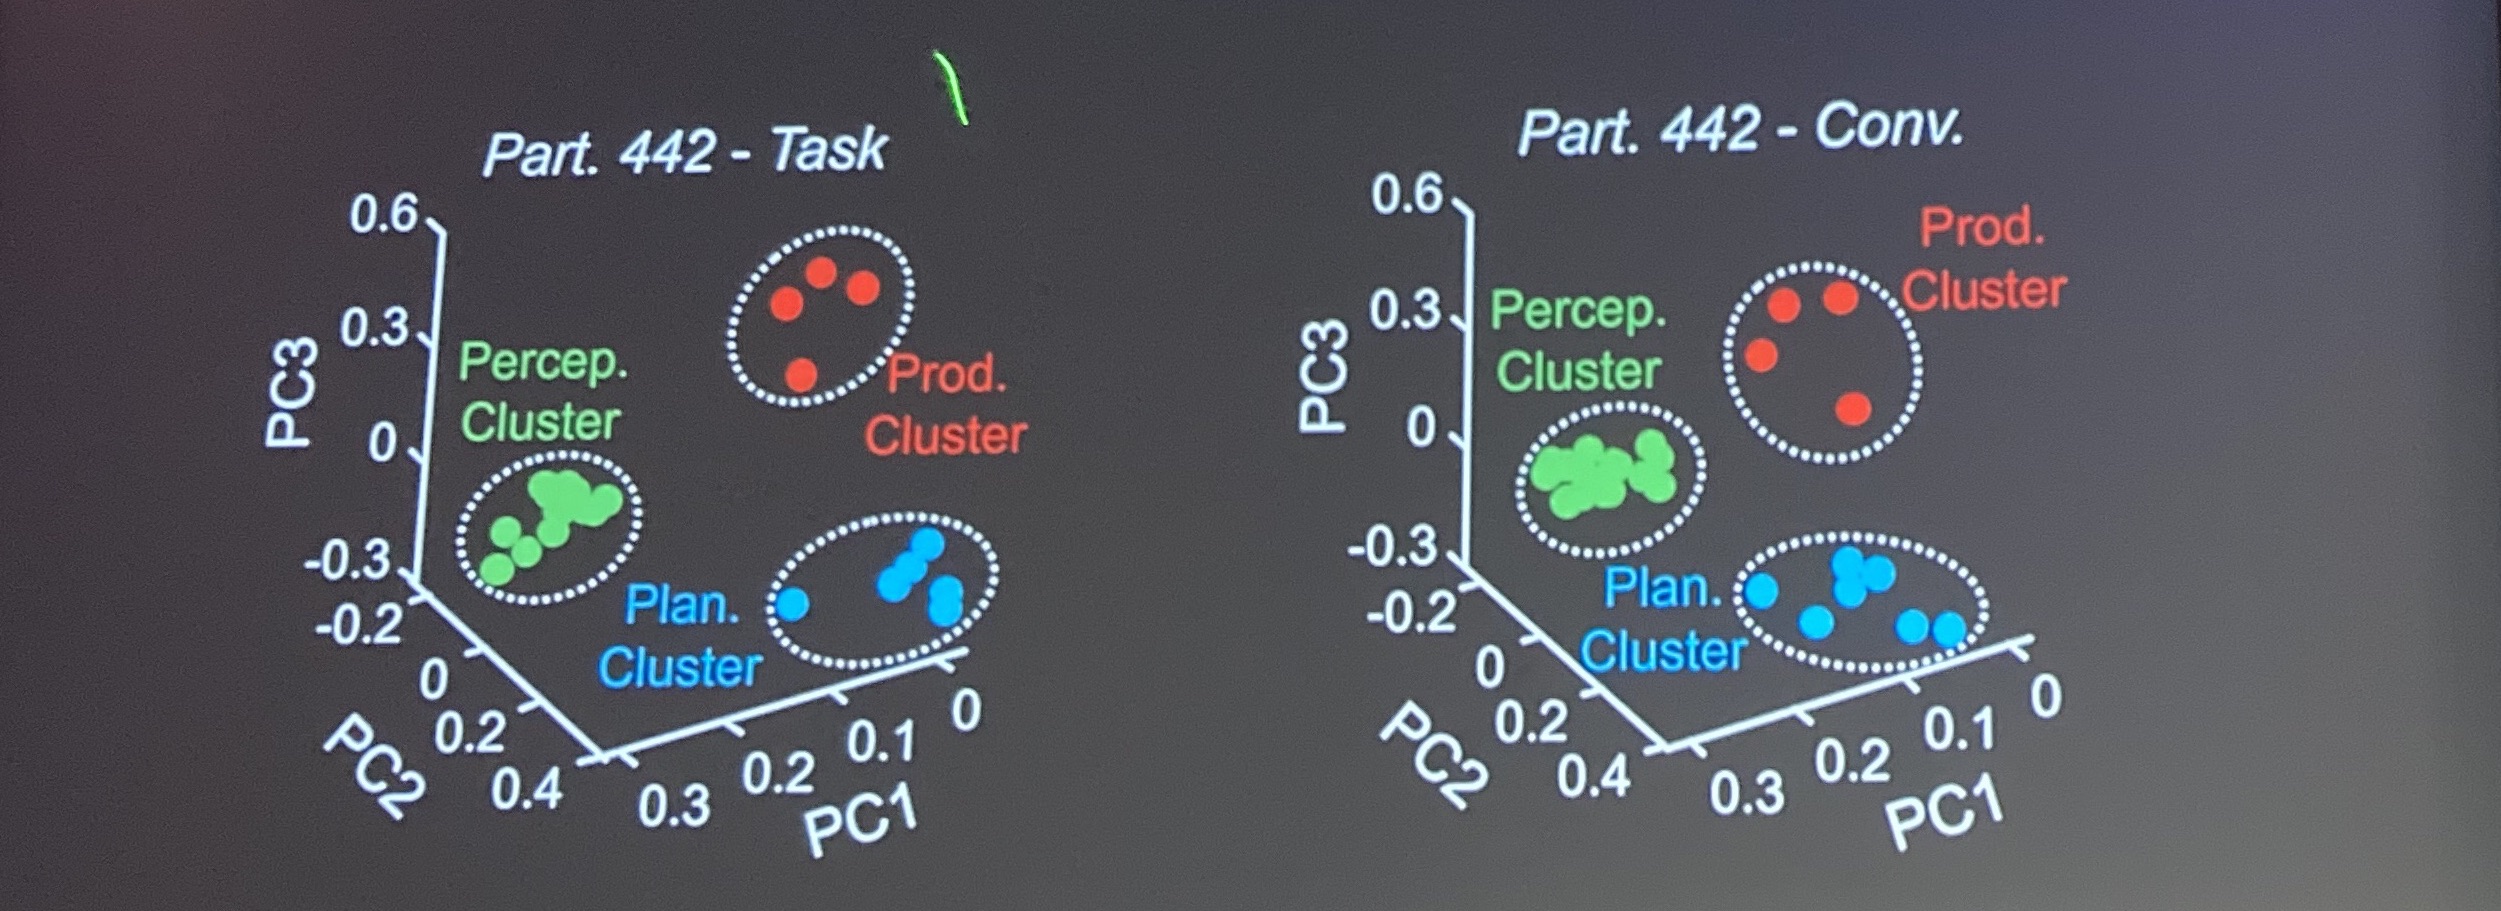 Part. 442 - Task
0.6
0.3
0
-0.3
PC3
Percep.
Cluster
Prod.
Cluster
Plan.
Cluster
-0.2
0
0.2
0.4
PC2
0.3
0.2
0.1
0
PC1
Part. 442 - Conv.
0.6
0.3
0
-0.3
PC3
Percep.
Cluster
Prod.
Cluster
Plan.
Cluster
-0.2
0
0.2
0.4
PC2
0.3
0.2
0.1
0
PC1